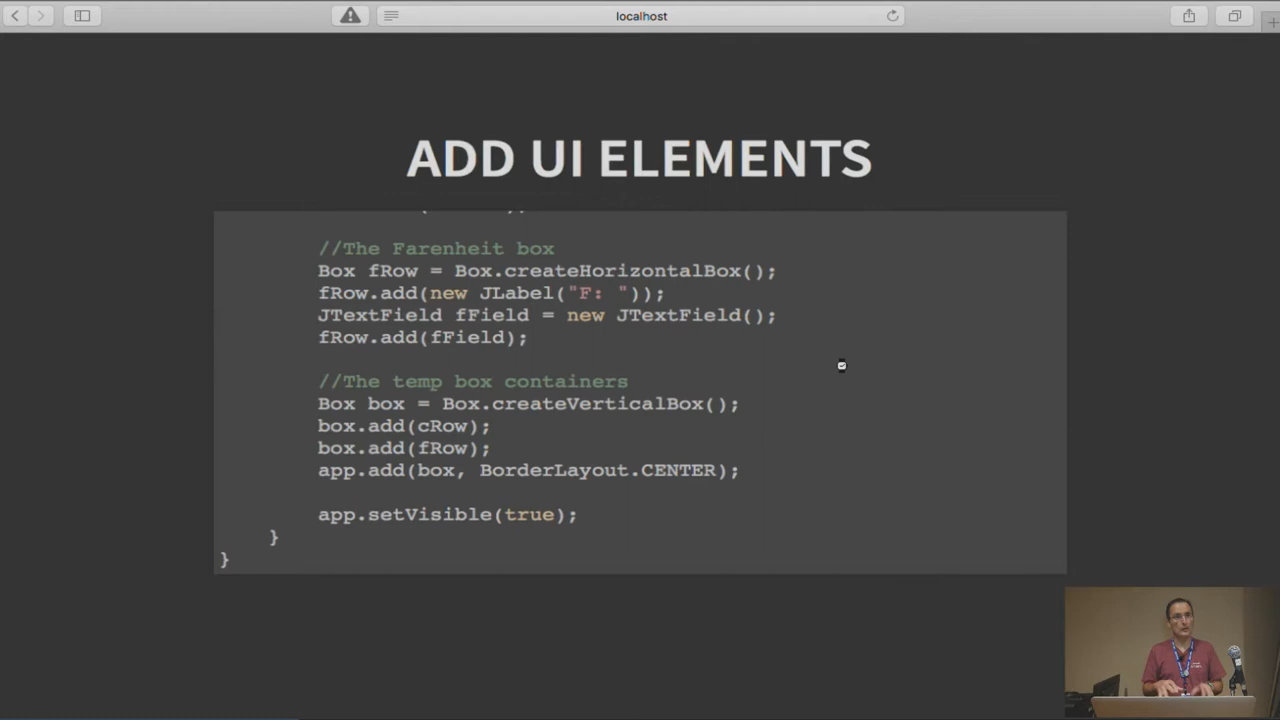 localhost
ADD UI ELEMENTS
//The Farenheit box
Box fRow = Box.createHorizontalBox();
fRow.add(new JLabel("F: "));
JTextField fField = new JTextField();
fRow.add(fField);
//The temp box containers
Box box = Box.createVerticalBox();
box.add(cRow);
box.add(fRow);
app.add(box, BorderLayout.CENTER);
app.setVisible(true);
}
}